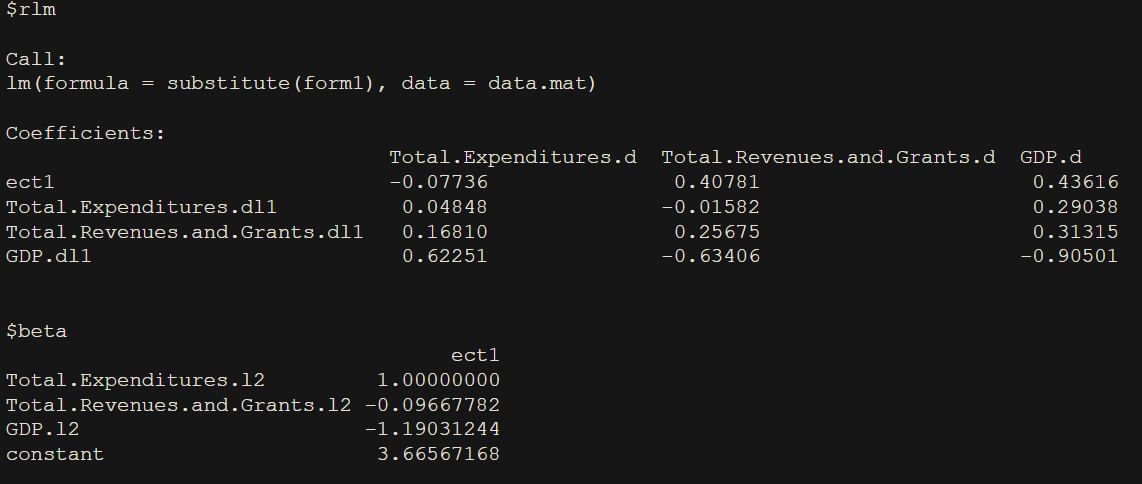 $rlm
Call:
lm(formula = substitute(form1), data = data.mat)
Coefficients:
Total.Expenditures.d Total.Revenues.and.Grants.d GDP.d
ect1 -0.07736 0.40781 0.43616
Total.Expenditures.dl1 0.04848 -0.01582 0.29038
Total.Revenues.and.Grants.dl1 0.16810 0.25675 0.31315
GDP.dl1 0.62251 -0.63406 -0.90501
$beta
ect1
Total.Expenditures.l2 1.00000000
Total.Revenues.and.Grants.l2 -0.09667782
GDP.l2 -1.19031244
constant 3.66567168